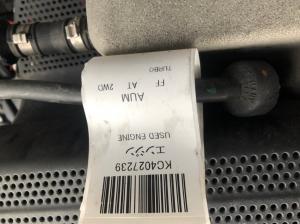 KC4027239
エンジン
USED ENGINE
AUM
FF AT 2WD
TURBO